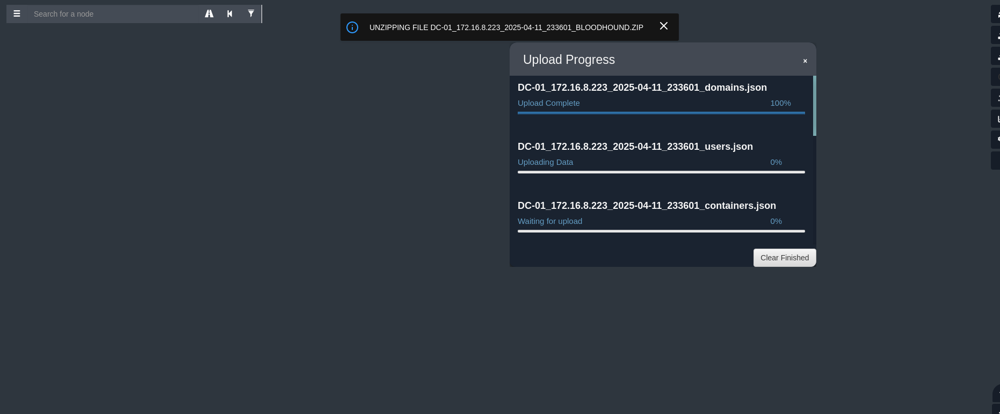 Search for a node
UNZIPPING FILE DC-01_172.16.8.223_2025-04-11_233601_BLOODHOUND.ZIP
Upload Progress
DC-01_172.16.8.223_2025-04-11_233601_domains.json
Upload Complete 100%
DC-01_172.16.8.223_2025-04-11_233601_users.json
Uploading Data 0%
DC-01_172.16.8.223_2025-04-11_233601_containers.json
Waiting for upload 0%
Clear Finished